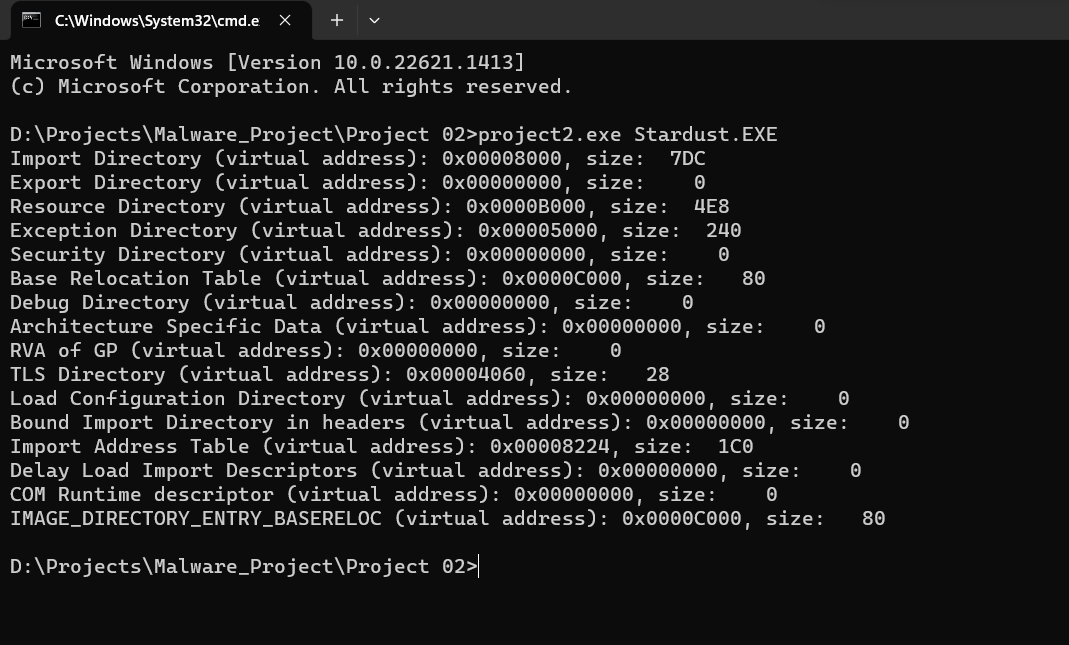 C:\Windows\System32\cmd.e
Microsoft Windows [Version 10.0.22621.1413]
(c) Microsoft Corporation. All rights reserved.
D:\Projects\Malware_Project\Project 02>project2.exe Stardust.EXE
Import Directory (virtual address): 0x00008000, size:  7DC
Export Directory (virtual address): 0x00000000, size:    0
Resource Directory (virtual address): 0x0000B000, size:  4E8
Exception Directory (virtual address): 0x00005000, size:  240
Security Directory (virtual address): 0x00000000, size:    0
Base Relocation Table (virtual address): 0x0000C000, size:   80
Debug Directory (virtual address): 0x00000000, size:    0
Architecture Specific Data (virtual address): 0x00000000, size:    0
RVA of GP (virtual address): 0x00000000, size:    0
TLS Directory (virtual address): 0x00004060, size:   28
Load Configuration Directory (virtual address): 0x00000000, size:    0
Bound Import Directory in headers (virtual address): 0x00000000, size:    0
Import Address Table (virtual address): 0x00008224, size:  1C0
Delay Load Import Descriptors (virtual address): 0x00000000, size:    0
COM Runtime descriptor (virtual address): 0x00000000, size:    0
IMAGE_DIRECTORY_ENTRY_BASERELOC (virtual address): 0x0000C000, size:   80
D:\Projects\Malware_Project\Project 02>